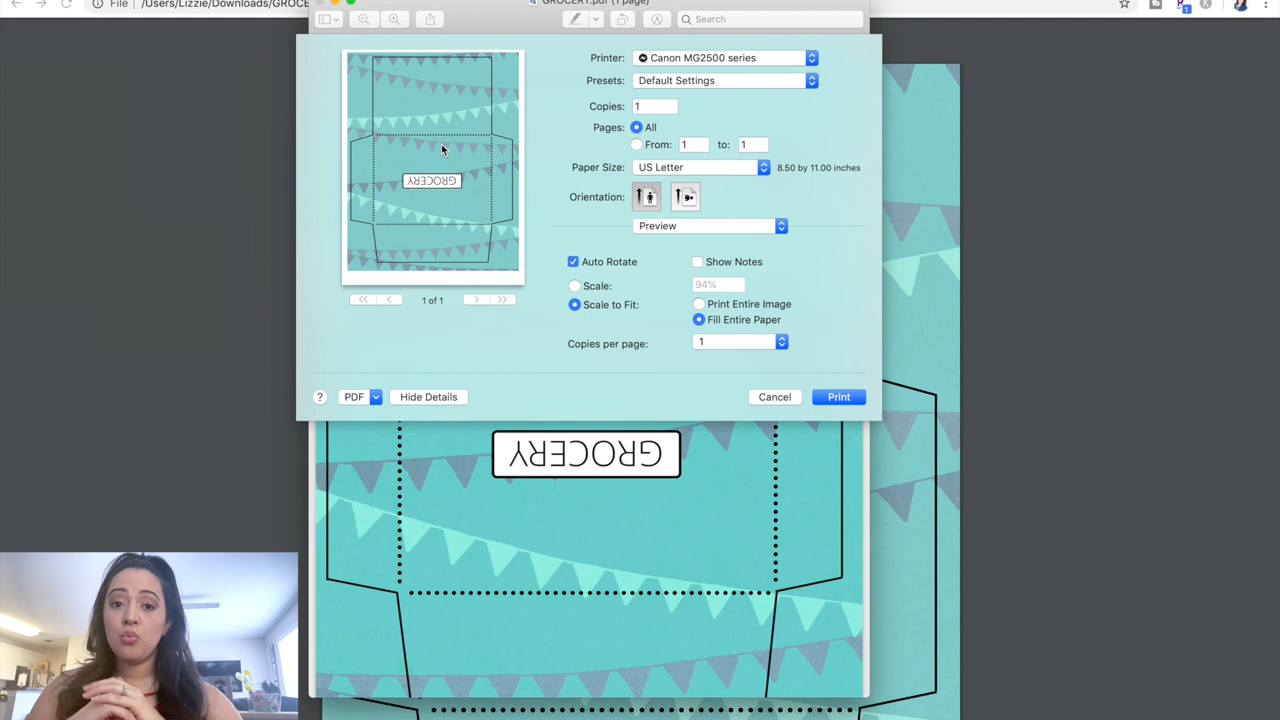 File /Users/Lizzie/Downloads/GROCE
GROCERY.pdf (1 page)
Search
Printer: Canon MG2500 series
Presets: Default Settings
Copies: 1
Pages: All
From: 1 to: 1
Paper Size: US Letter 8.50 by 11.00 inches
Orientation:
Preview
Auto Rotate Show Notes
Scale: 94% 
Scale to Fit: Print Entire Image
Fill Entire Paper
Copies per page: 1
GROCERY
1 of 1
? PDF Hide Details Cancel Print
GROCERY